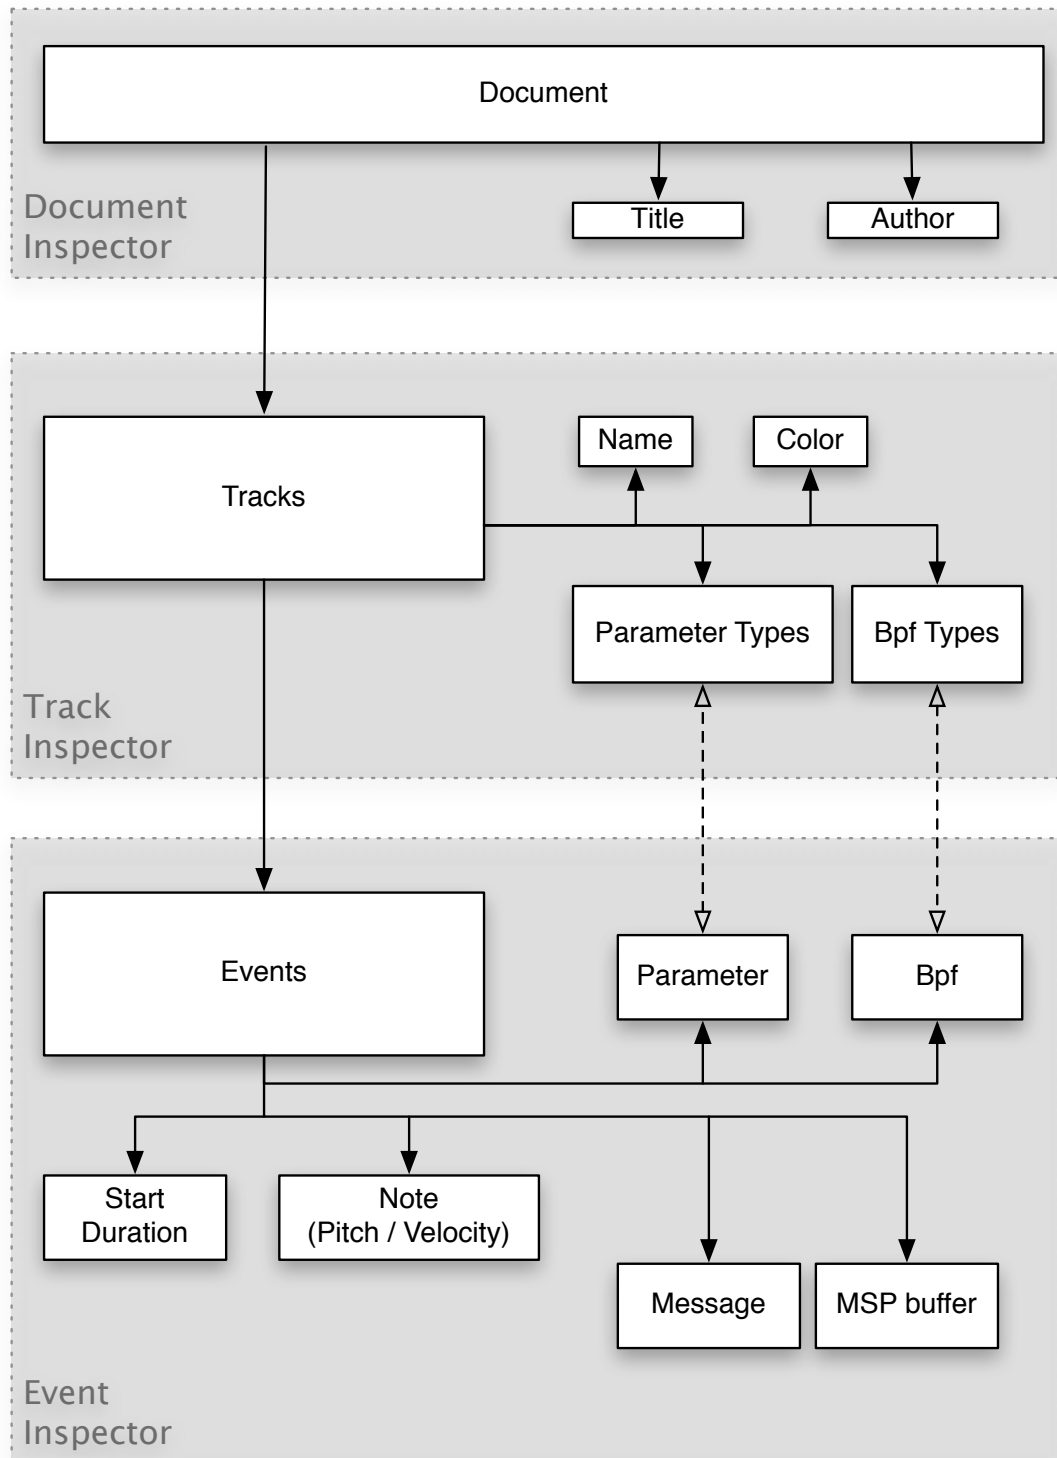 Document
Title
Author
Document
Inspector
Name
Color
Tracks
Parameter Types
Bpf Types
Track
Inspector
Events
Parameter
Bpf
Start
Duration
Note
(Pitch / Velocity)
Message
MSP buffer
Event
Inspector